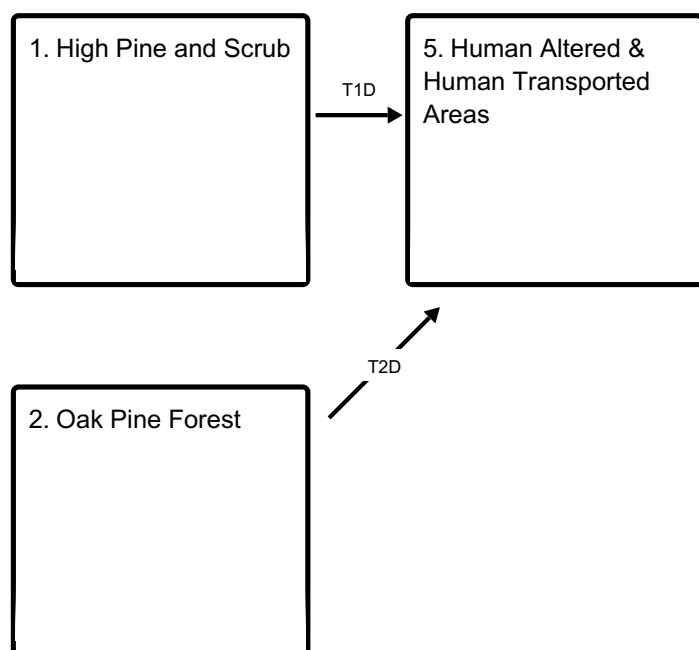 1. High Pine and Scrub
T1D
5. Human Altered &
Human Transported
Areas
T2D
2. Oak Pine Forest